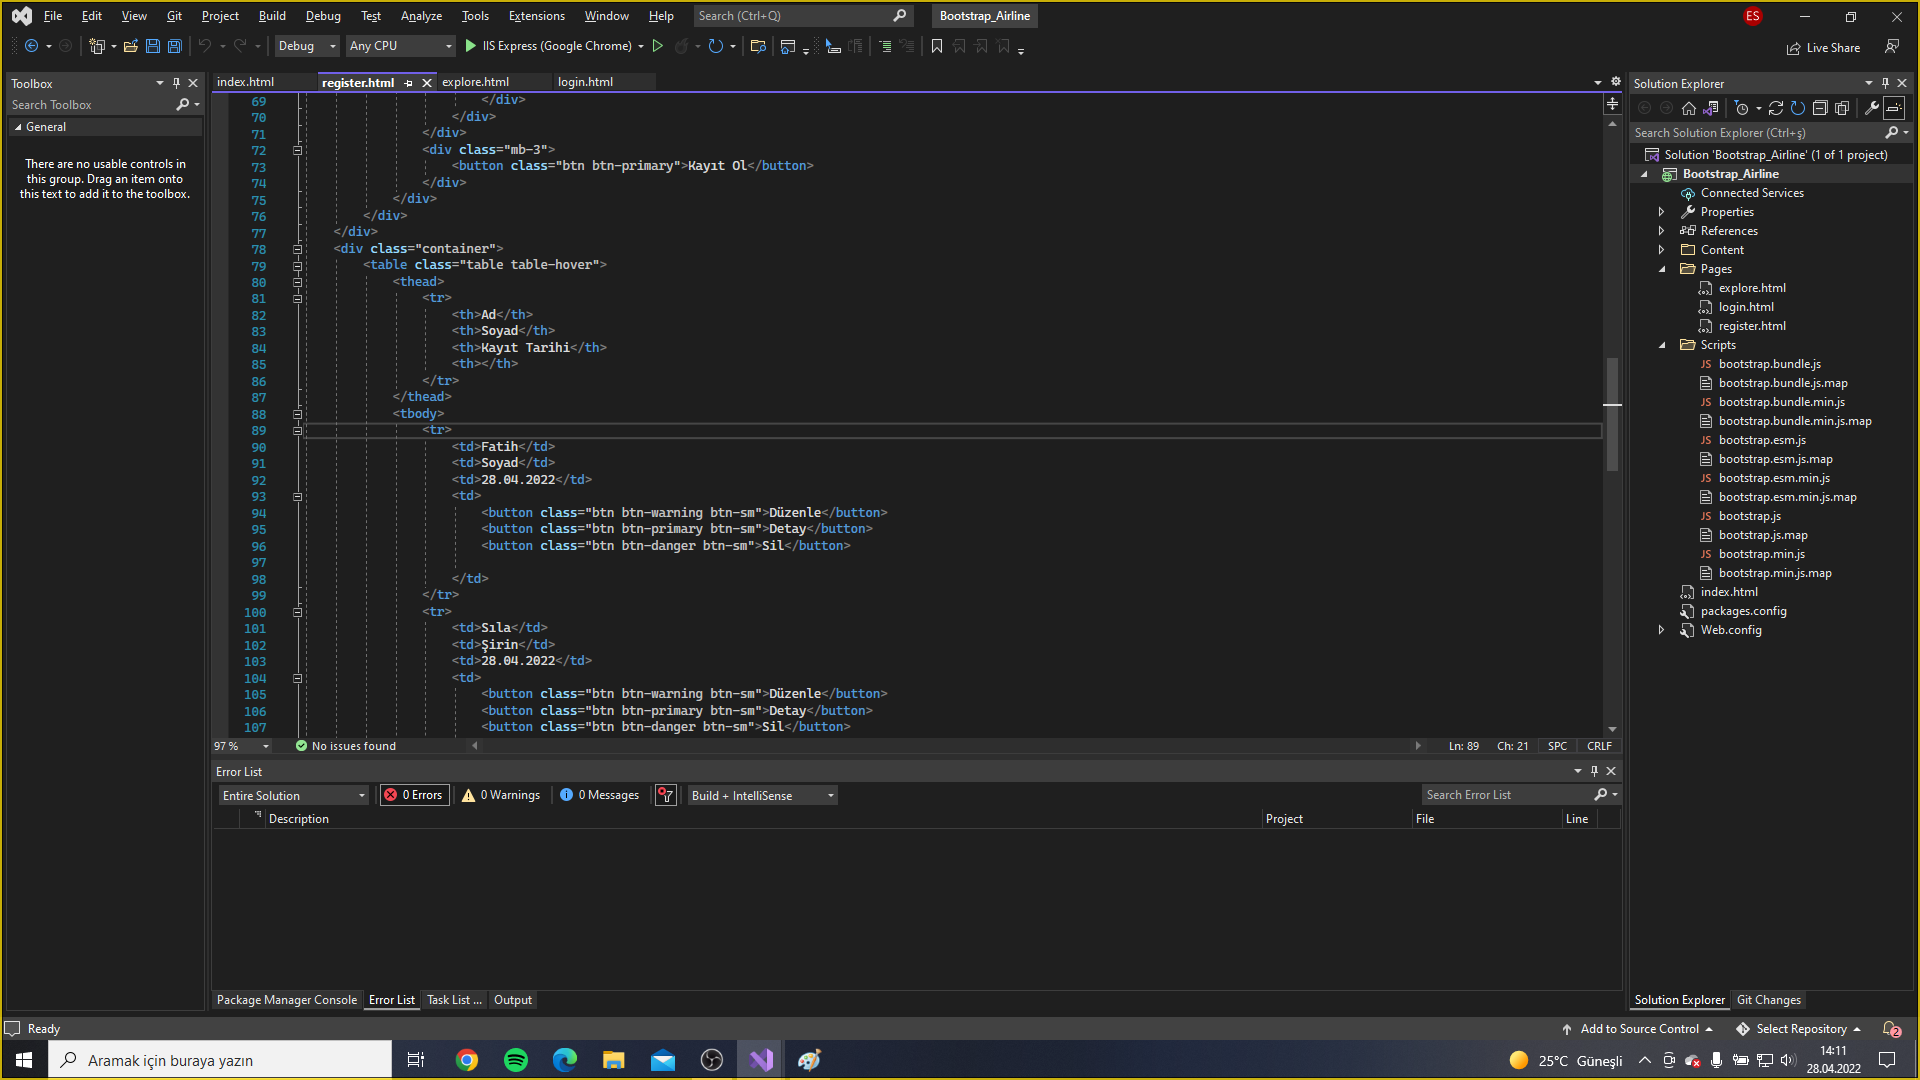 File Edit View Git Project Build Debug Test Analyze Tools Extensions Window Help Search (Ctrl+Q) Bootstrap_Airline ES
Debug Any CPU IIS Express (Google Chrome) Live Share
Toolbox
Search Toolbox
General
There are no usable controls in
this group. Drag an item onto
this text to add it to the toolbox.
index.html register.html explore.html login.html
69 </div>
70 </div>
71 </div>
72 <div class="mb-3">
73 <button class="btn btn-primary">Kayıt Ol</button>
74 </div>
75 </div>
76 </div>
77 </div>
78 <div class="container">
79 <table class="table table-hover">
80 <thead>
81 <tr>
82 <th>Ad</th>
83 <th>Soyad</th>
84 <th>Kayıt Tarihi</th>
85 <th></th>
86 </tr>
87 </thead>
88 <tbody>
89 <tr>
90 <td>Fatih</td>
91 <td>Soyad</td>
92 <td>28.04.2022</td>
93 <td>
94 <button class="btn btn-warning btn-sm">Düzenle</button>
95 <button class="btn btn-primary btn-sm">Detay</button>
96 <button class="btn btn-danger btn-sm">Sil</button>
97
98 </td>
99 </tr>
100 <tr>
101 <td>Sıla</td>
102 <td>Şirin</td>
103 <td>28.04.2022</td>
104 <td>
105 <button class="btn btn-warning btn-sm">Düzenle</button>
106 <button class="btn btn-primary btn-sm">Detay</button>
107 <button class="btn btn-danger btn-sm">Sil</button>
97 % No issues found Ln: 89 Ch: 21 SPC CRLF
Error List
Entire Solution 0 Errors 0 Warnings 0 Messages Build + IntelliSense Search Error List
Description Project File Line
Package Manager Console Error List Task List ... Output
Solution Explorer
Search Solution Explorer (Ctrl+ş)
Solution 'Bootstrap_Airline' (1 of 1 project)
Bootstrap_Airline
Connected Services
Properties
References
Content
Pages
explore.html
login.html
register.html
Scripts
JS bootstrap.bundle.js
bootstrap.bundle.js.map
JS bootstrap.bundle.min.js
bootstrap.bundle.min.js.map
JS bootstrap.esm.js
bootstrap.esm.js.map
JS bootstrap.esm.min.js
bootstrap.esm.min.js.map
JS bootstrap.js
bootstrap.js.map
JS bootstrap.min.js
bootstrap.min.js.map
index.html
packages.config
Web.config
Solution Explorer Git Changes
Ready Add to Source Control Select Repository 2
Aramak için buraya yazın 25°C Güneşli 14:11
28.04.2022